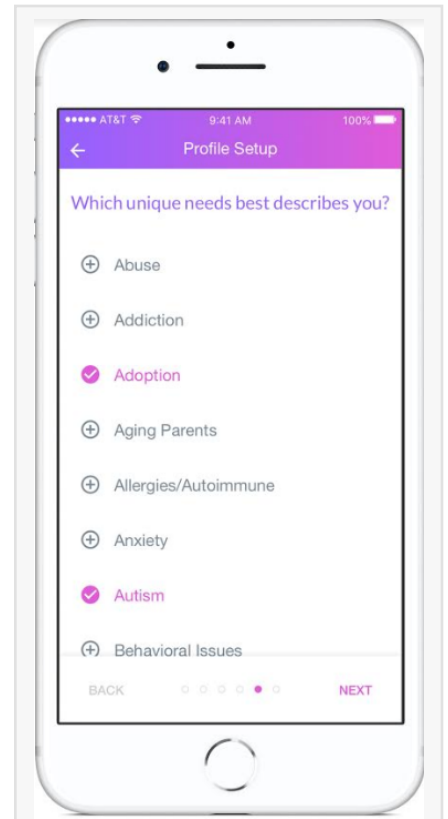 AT&T 9:41 AM 100%
Profile Setup
Which unique needs best describes you?
Abuse
Addiction
Adoption
Aging Parents
Allergies/Autoimmune
Anxiety
Autism
Behavioral Issues
BACK NEXT